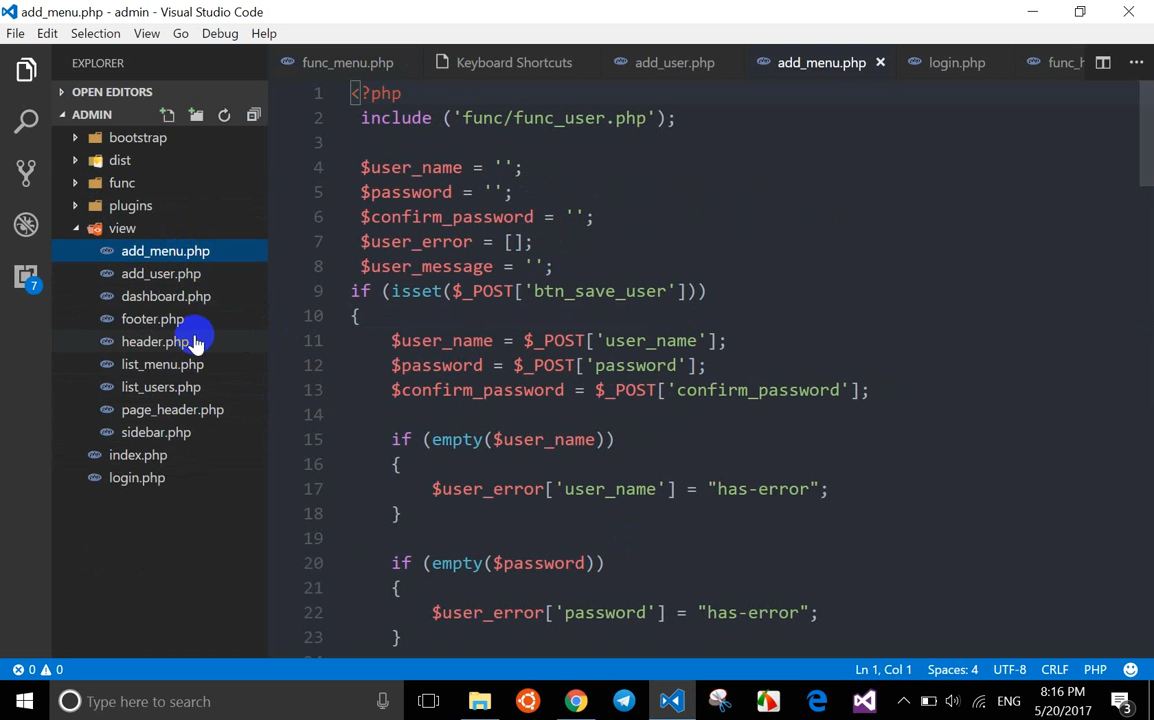 add_menu.php - admin - Visual Studio Code
File Edit Selection View Go Debug Help
EXPLORER
func_menu.php Keyboard Shortcuts add_user.php add_menu.php login.php func_
OPEN EDITORS
ADMIN
bootstrap
dist
func
plugins
view
add_menu.php
add_user.php
dashboard.php
footer.php
header.php
list_menu.php
list_users.php
page_header.php
sidebar.php
index.php
login.php
7
1 <?php
2 include ('func/func_user.php');
3
4 $user_name = '';
5 $password = '';
6 $confirm_password = '';
7 $user_error = [];
8 $user_message = '';
9 if (isset($_POST['btn_save_user']))
10 {
11 $user_name = $_POST['user_name'];
12 $password = $_POST['password'];
13 $confirm_password = $_POST['confirm_password'];
14
15 if (empty($user_name))
16 {
17 $user_error['user_name'] = "has-error";
18 }
19
20 if (empty($password))
21 {
22 $user_error['password'] = "has-error";
23 }
0 0 Ln 1, Col 1 Spaces: 4 UTF-8 CRLF PHP
Type here to search ENG 8:16 PM
5/20/2017 3